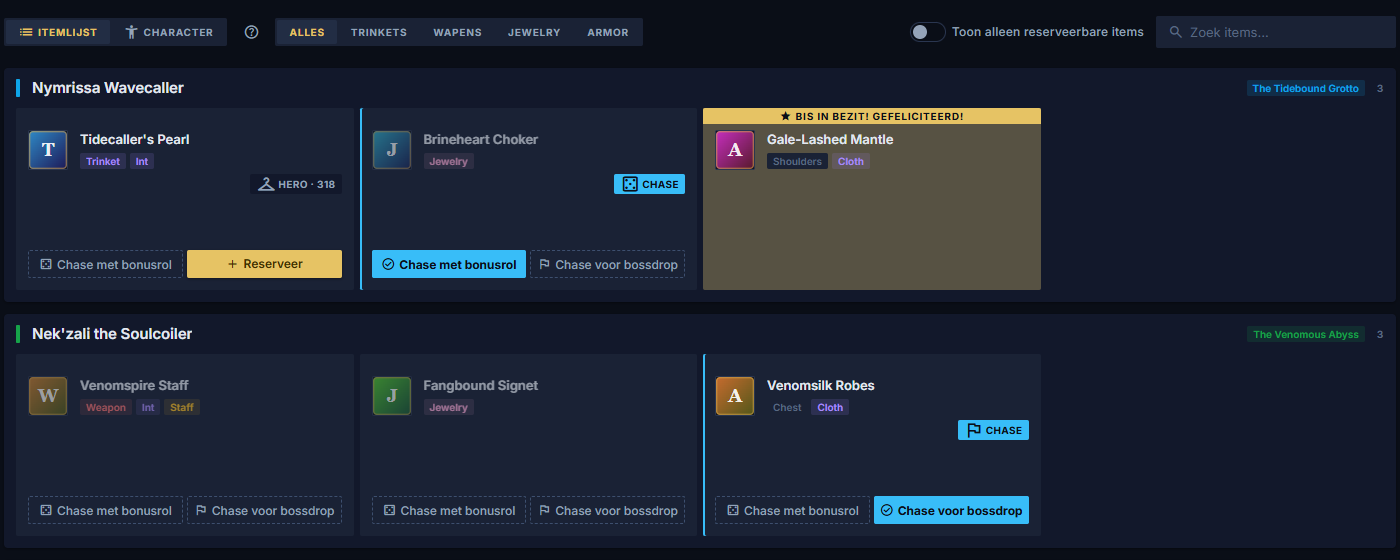 ITEMLIJST CHARACTER ALLES TRINKETS WAPENS JEWELRY ARMOR Toon alleen reserveerbare items Zoek items...
Nymrissa Wavecaller The Tidebound Grotto 3
BIS IN BEZIT! GEFELICITEERD!
T Tidecaller's Pearl J Brineheart Choker A Gale-Lashed Mantle
Trinket Int Jewelry Shoulders Cloth
HERO · 318 CHASE
Chase met bonusrol + Reserveer Chase met bonusrol Chase voor bossdrop
Nek'zali the Soulcoiler The Venomous Abyss 3
W Venomspire Staff J Fangbound Signet A Venomsilk Robes
Weapon Int Staff Jewelry Chest Cloth
CHASE
Chase met bonusrol Chase voor bossdrop Chase met bonusrol Chase voor bossdrop Chase met bonusrol Chase voor bossdrop